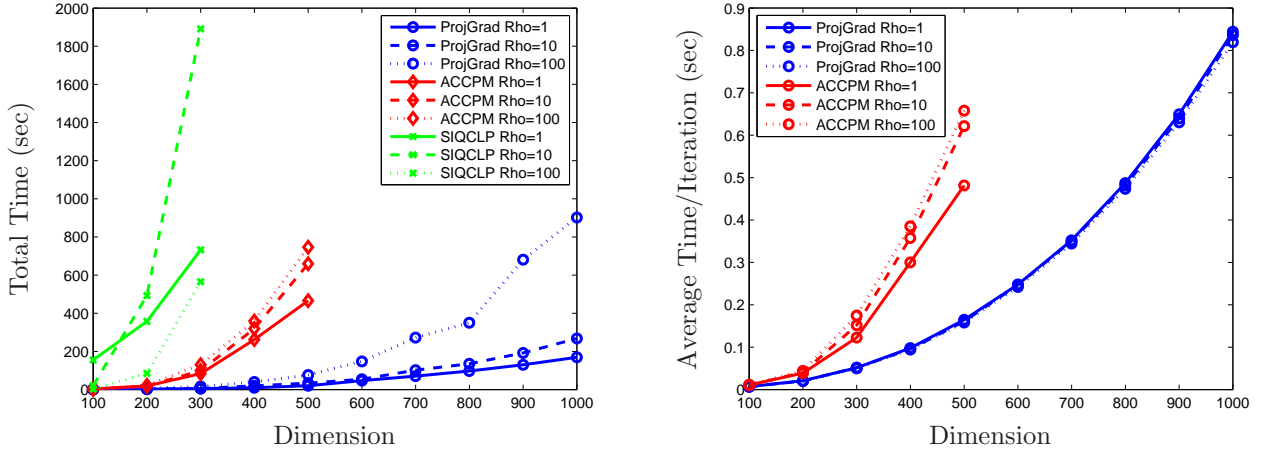 2000
1800
1600
1400
1200
1000
800
600
400
200
0
100 200 300 400 500 600 700 800 900 1000
Total Time (sec)
Dimension
ProjGrad Rho=1
ProjGrad Rho=10
ProjGrad Rho=100
ACCPM Rho=1
ACCPM Rho=10
ACCPM Rho=100
SIQCLP Rho=1
SIQCLP Rho=10
SIQCLP Rho=100
0.9
0.8
0.7
0.6
0.5
0.4
0.3
0.2
0.1
0
100 200 300 400 500 600 700 800 900 1000
Average Time/Iteration (sec)
Dimension
ProjGrad Rho=1
ProjGrad Rho=10
ProjGrad Rho=100
ACCPM Rho=1
ACCPM Rho=10
ACCPM Rho=100